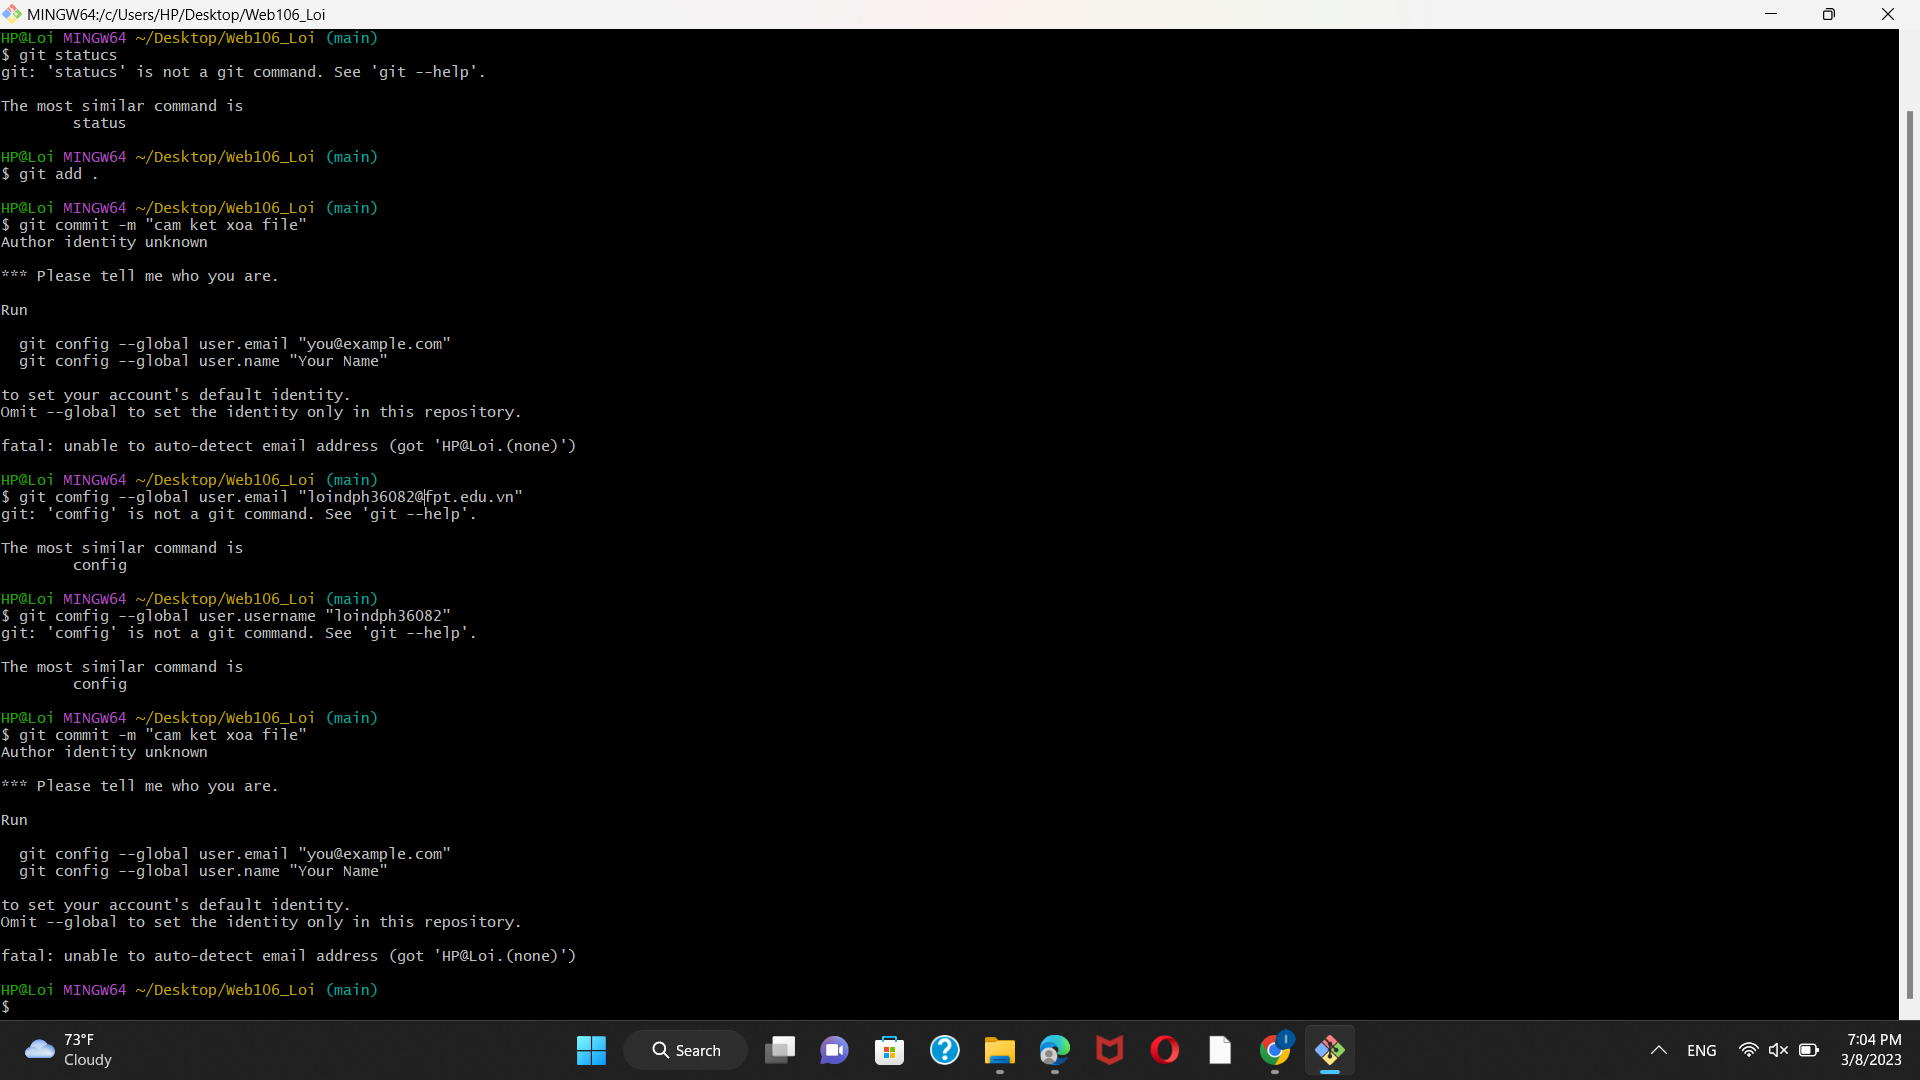 MINGW64:/c/Users/HP/Desktop/Web106_Loi
HP@Loi MINGW64 ~/Desktop/Web106_Loi (main)
$ git statucs
git: 'statucs' is not a git command. See 'git --help'.
The most similar command is
status
HP@Loi MINGW64 ~/Desktop/Web106_Loi (main)
$ git add .
HP@Loi MINGW64 ~/Desktop/Web106_Loi (main)
$ git commit -m "cam ket xoa file"
Author identity unknown
*** Please tell me who you are.
Run
git config --global user.email "you@example.com"
git config --global user.name "Your Name"
to set your account's default identity.
Omit --global to set the identity only in this repository.
fatal: unable to auto-detect email address (got 'HP@Loi.(none)')
HP@Loi MINGW64 ~/Desktop/Web106_Loi (main)
$ git comfig --global user.email "loindph36082@fpt.edu.vn"
git: 'comfig' is not a git command. See 'git --help'.
The most similar command is
config
HP@Loi MINGW64 ~/Desktop/Web106_Loi (main)
$ git comfig --global user.username "loindph36082"
git: 'comfig' is not a git command. See 'git --help'.
The most similar command is
config
HP@Loi MINGW64 ~/Desktop/Web106_Loi (main)
$ git commit -m "cam ket xoa file"
Author identity unknown
*** Please tell me who you are.
Run
git config --global user.email "you@example.com"
git config --global user.name "Your Name"
to set your account's default identity.
Omit --global to set the identity only in this repository.
fatal: unable to auto-detect email address (got 'HP@Loi.(none)')
HP@Loi MINGW64 ~/Desktop/Web106_Loi (main)
$
73°F
Cloudy
Search
ENG
7:04 PM
3/8/2023